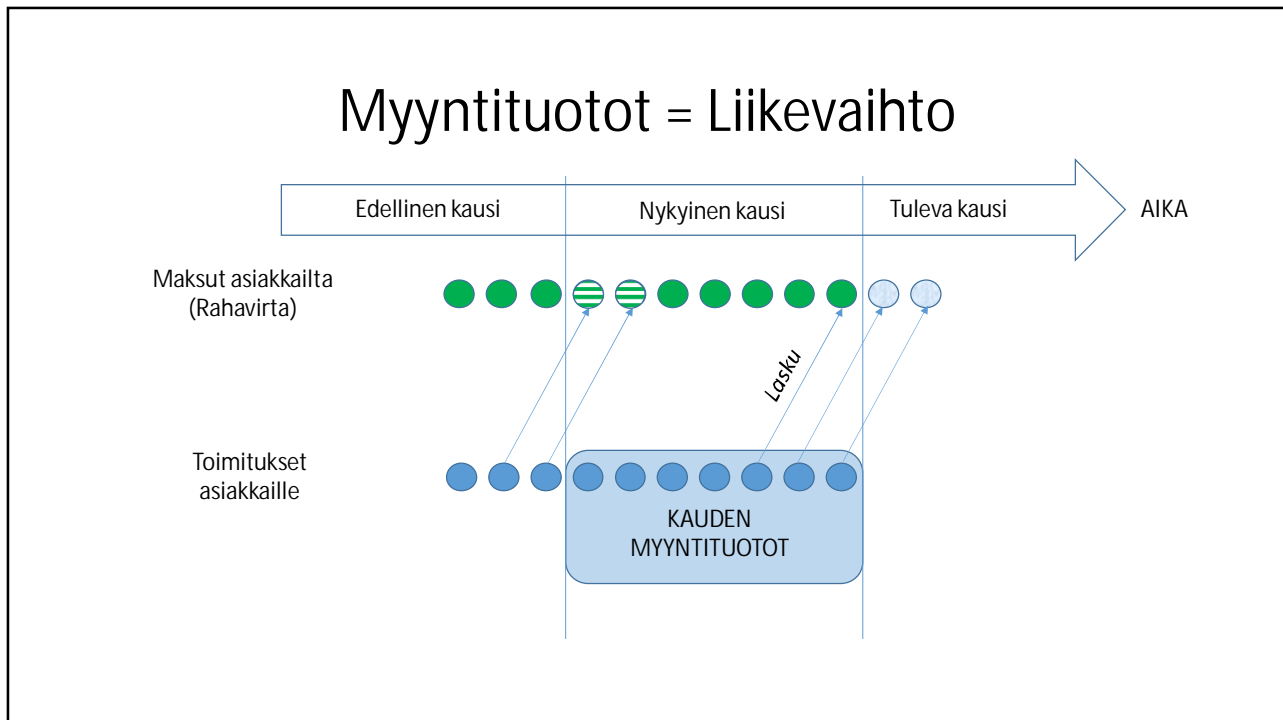 Myyntituotot = Liikevaihto
Edellinen kausi
Nykyinen kausi
Tuleva kausi
AIKA
Maksut asiakkailta
(Rahavirta)
Lasku
Toimitukset
asiakkaille
KAUDEN
MYYNTITUOTOT